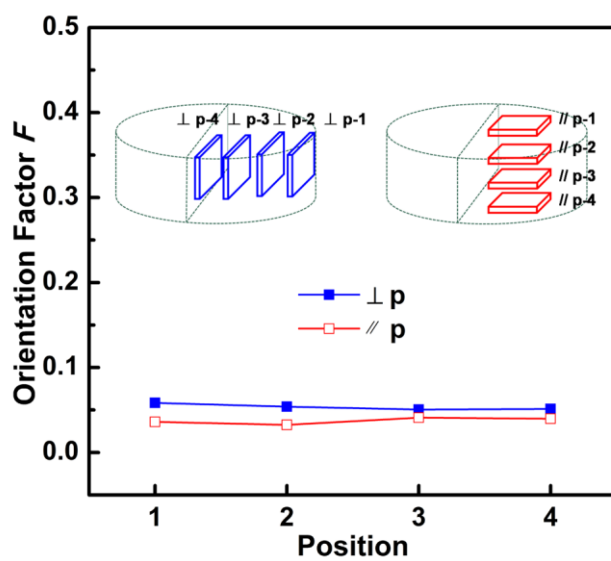 Orientation Factor F
0.5
0.4
0.3
0.2
0.1
0.0
⊥ p-4 ⊥ p-3 ⊥ p-2 ⊥ p-1
// p-1
// p-2
// p-3
// p-4
⊥ p
// p
1 2 3 4
Position